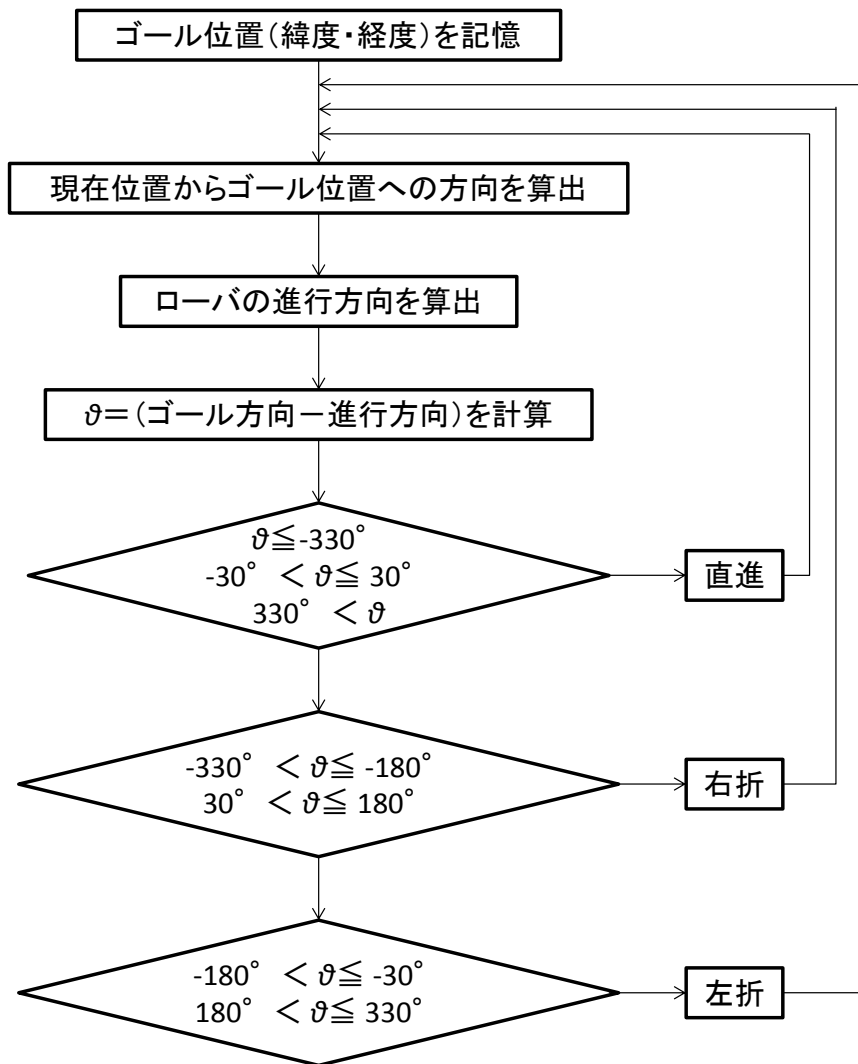 ゴール位置(緯度・経度)を記憶
現在位置からゴール位置への方向を算出
ローバの進行方向を算出
ϑ=(ゴール方向-進行方向)を計算
ϑ≦-330°
-30° <ϑ≦ 30°
330° <ϑ
直進
-330° <ϑ≦ -180°
30° <ϑ≦ 180°
右折
-180° <ϑ≦ -30°
180° <ϑ≦ 330°
左折